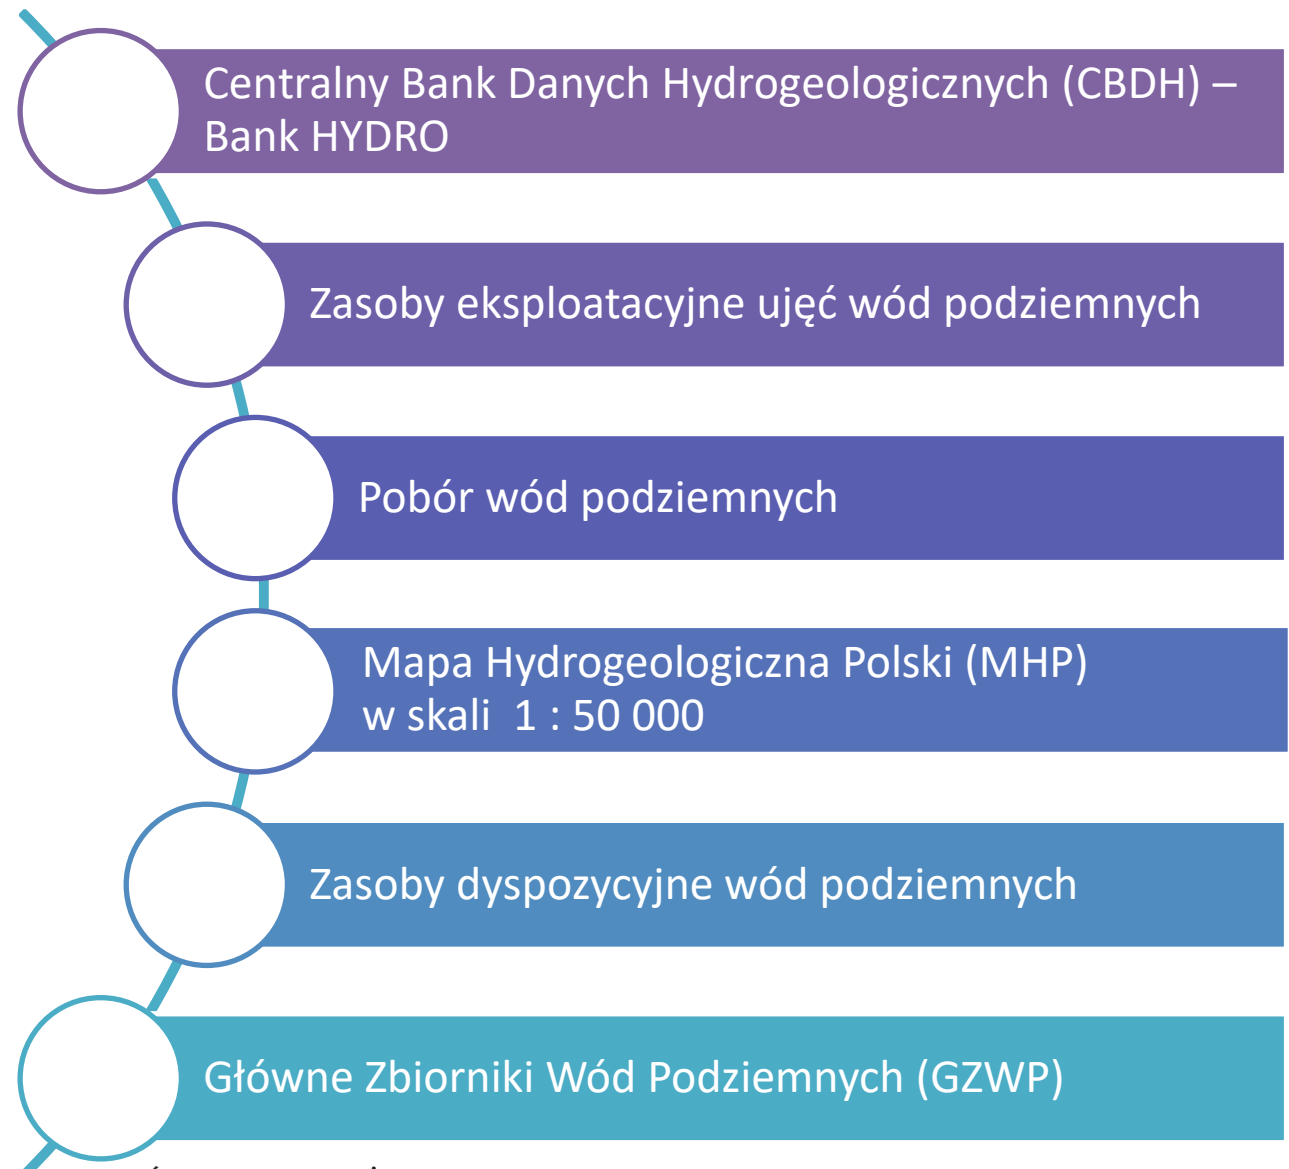 Centralny Bank Danych Hydrogeologicznych (CBDH) –
Bank HYDRO
Zasoby eksploatacyjne ujęć wód podziemnych
Pobór wód podziemnych
Mapa Hydrogeologiczna Polski (MHP)
w skali  1 : 50 000
Zasoby dyspozycyjne wód podziemnych
Główne Zbiorniki Wód Podziemnych (GZWP)